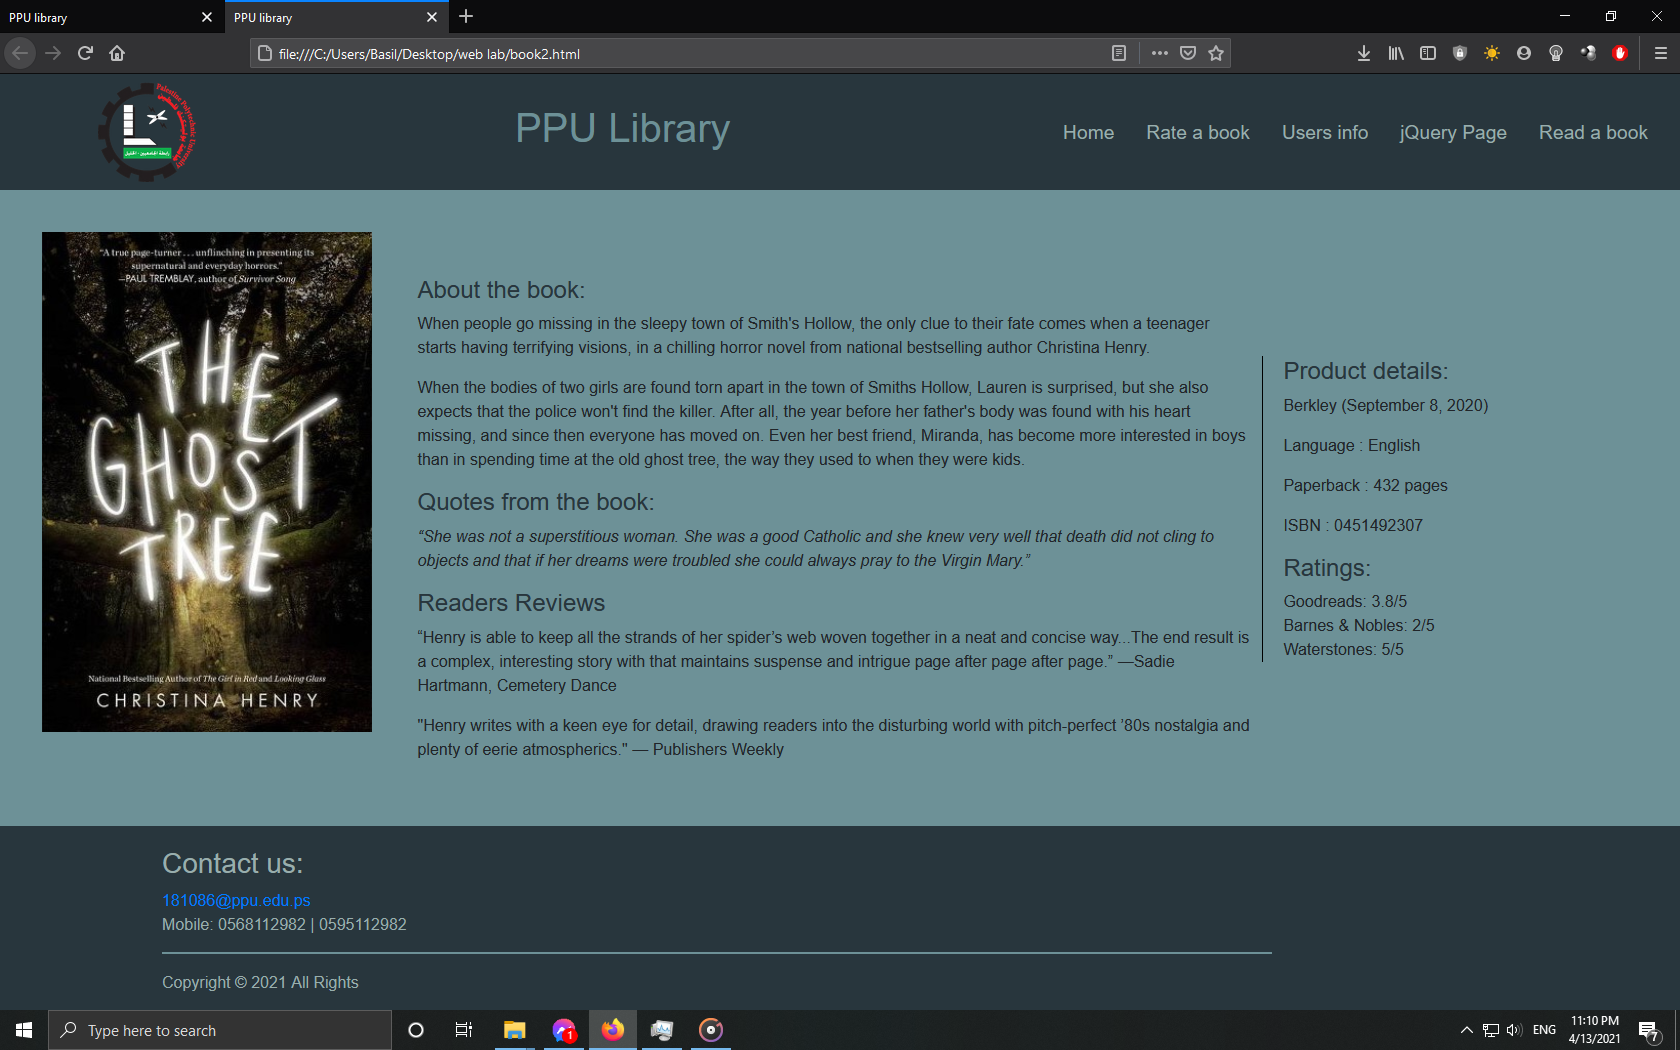 PPU library
PPU library
file:///C:/Users/Basil/Desktop/web lab/book2.html
Palestine Polytechnic University
PPU Library
Home
Rate a book
Users info
jQuery Page
Read a book
"A true page-turner . . . unflinching in presenting its
supernatural and everyday horrors."
—PAUL TREMBLAY, author of Survivor Song
THE
GHOST
TREE
National Bestselling Author of The Girl in Red and Looking Glass
CHRISTINA HENRY
About the book:
When people go missing in the sleepy town of Smith's Hollow, the only clue to their fate comes when a teenager
starts having terrifying visions, in a chilling horror novel from national bestselling author Christina Henry.
When the bodies of two girls are found torn apart in the town of Smiths Hollow, Lauren is surprised, but she also
expects that the police won't find the killer. After all, the year before her father's body was found with his heart
missing, and since then everyone has moved on. Even her best friend, Miranda, has become more interested in boys
than in spending time at the old ghost tree, the way they used to when they were kids.
Quotes from the book:
“She was not a superstitious woman. She was a good Catholic and she knew very well that death did not cling to
objects and that if her dreams were troubled she could always pray to the Virgin Mary.”
Readers Reviews
“Henry is able to keep all the strands of her spider’s web woven together in a neat and concise way...The end result is
a complex, interesting story with that maintains suspense and intrigue page after page after page.” —Sadie
Hartmann, Cemetery Dance
"Henry writes with a keen eye for detail, drawing readers into the disturbing world with pitch-perfect ’80s nostalgia and
plenty of eerie atmospherics." — Publishers Weekly
Product details:
Berkley (September 8, 2020)
Language : English
Paperback : 432 pages
ISBN : 0451492307
Ratings:
Goodreads: 3.8/5
Barnes & Nobles: 2/5
Waterstones: 5/5
Contact us:
181086@ppu.edu.ps
Mobile: 0568112982 | 0595112982
Copyright © 2021 All Rights
Type here to search
1
ENG
11:10 PM
4/13/2021
7